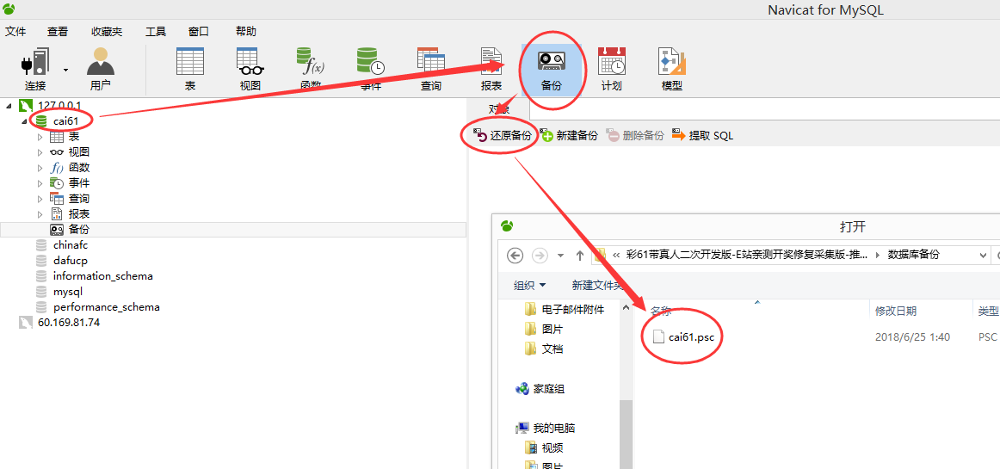 Navicat for MySQL
文件 查看 收藏夹 工具 窗口 帮助
连接 用户 表 视图 函数 事件 查询 报表 备份 计划 模型
127.0.0.1
cai61
表
视图
函数
事件
查询
报表
备份
chinafc
dafucp
information_schema
mysql
performance_schema
60.169.81.74
对象
还原备份 新建备份 删除备份 提取 SQL
打开
« 彩61带真人二次开发版-E站亲测开奖修复采集版-推... 数据库备份
组织 新建文件夹
电子邮件附件
图片
文档
家庭组
我的电脑
视频
图片
名称 修改日期 类型
cai61.psc 2018/6/25 1:40 PSC